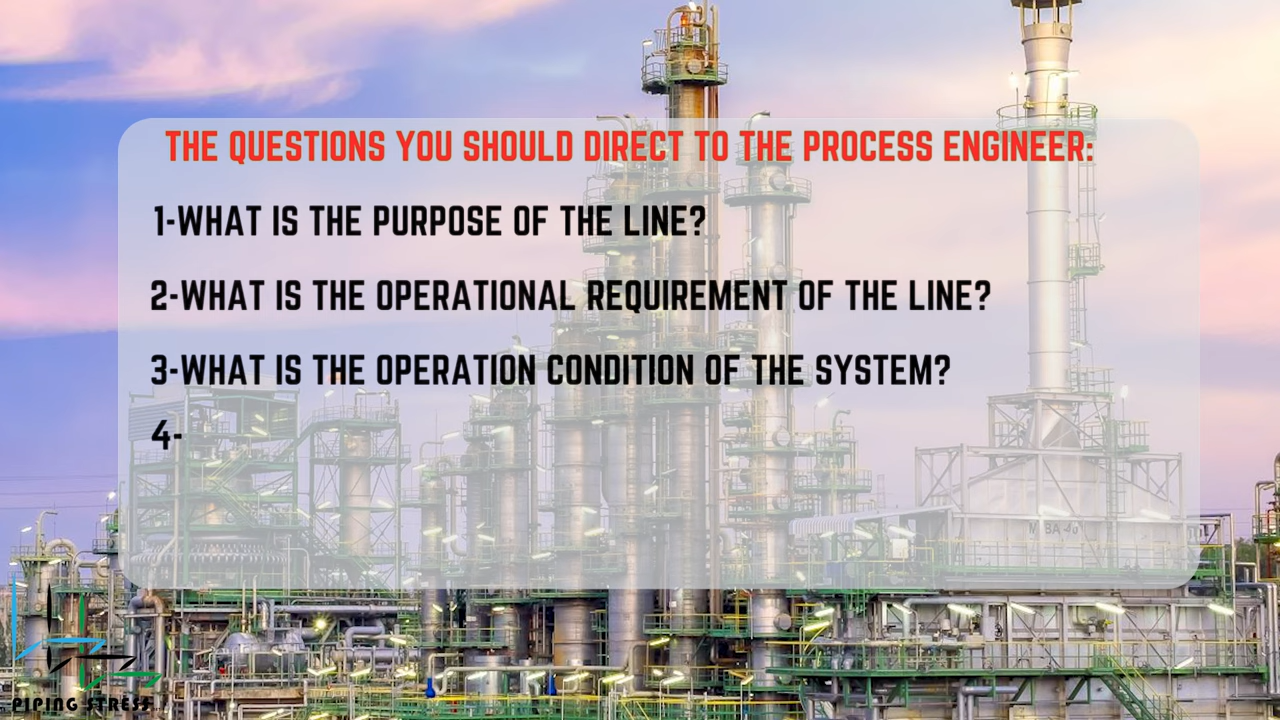 THE QUESTIONS YOU SHOULD DIRECT TO THE PROCESS ENGINEER:
1-WHAT IS THE PURPOSE OF THE LINE?
2-WHAT IS THE OPERATIONAL REQUIREMENT OF THE LINE?
3-WHAT IS THE OPERATION CONDITION OF THE SYSTEM?
4-
PIPING STRESS